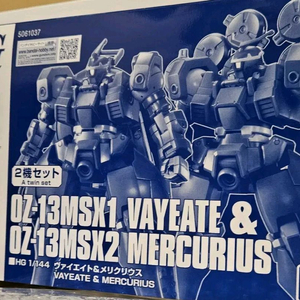 5061037
2機セット
A twin set
OZ-13MSX1 VAYEATE &
OZ-13MSX2 MERCURIUS
■HG 1/144 ヴァイエイト&メリクリウス
VAYEATE & MERCURIUS